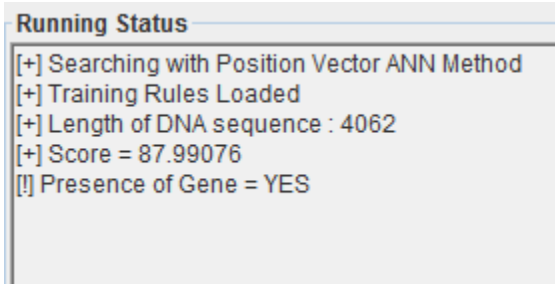 Running Status
[+] Searching with Position Vector ANN Method
[+] Training Rules Loaded
[+] Length of DNA sequence : 4062
[+] Score = 87.99076
[!] Presence of Gene = YES